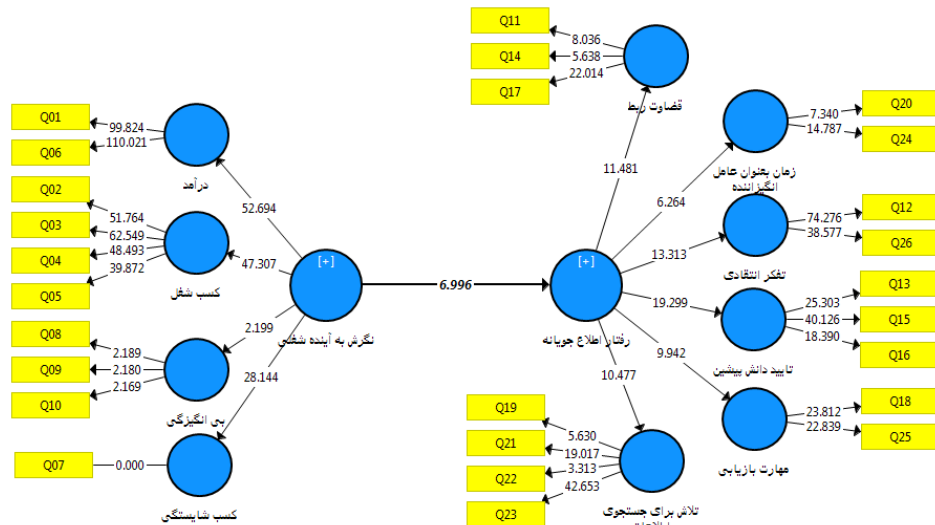 Q11
Q14
Q17
8.036
5.638
22.014
قضاوت ربط
Q01
Q06
99.824
110.021
درآمد
Q02
Q03
Q04
Q05
51.764
62.549
48.493
39.872
کسب شغل
Q08
Q09
Q10
2.189
2.180
2.169
بی انگیزگی
Q07
0.000
کسب شایستگی
52.694
47.307
2.199
28.144
[+]
نگرش به آینده شغلی
6.996
[+]
رفتار اطلاع جویانه
11.481
6.264
13.313
19.299
9.942
10.477
Q20
Q24
7.340
14.787
زمان بعنوان عامل
انگیزاننده
Q12
Q26
74.276
38.577
تفکر انتقادی
Q13
Q15
Q16
25.303
40.126
18.390
تایید دانش پیشین
Q18
Q25
23.812
22.839
مهارت بازیابی
Q19
Q21
Q22
Q23
5.630
19.017
3.313
42.653
تلاش برای جستجوی